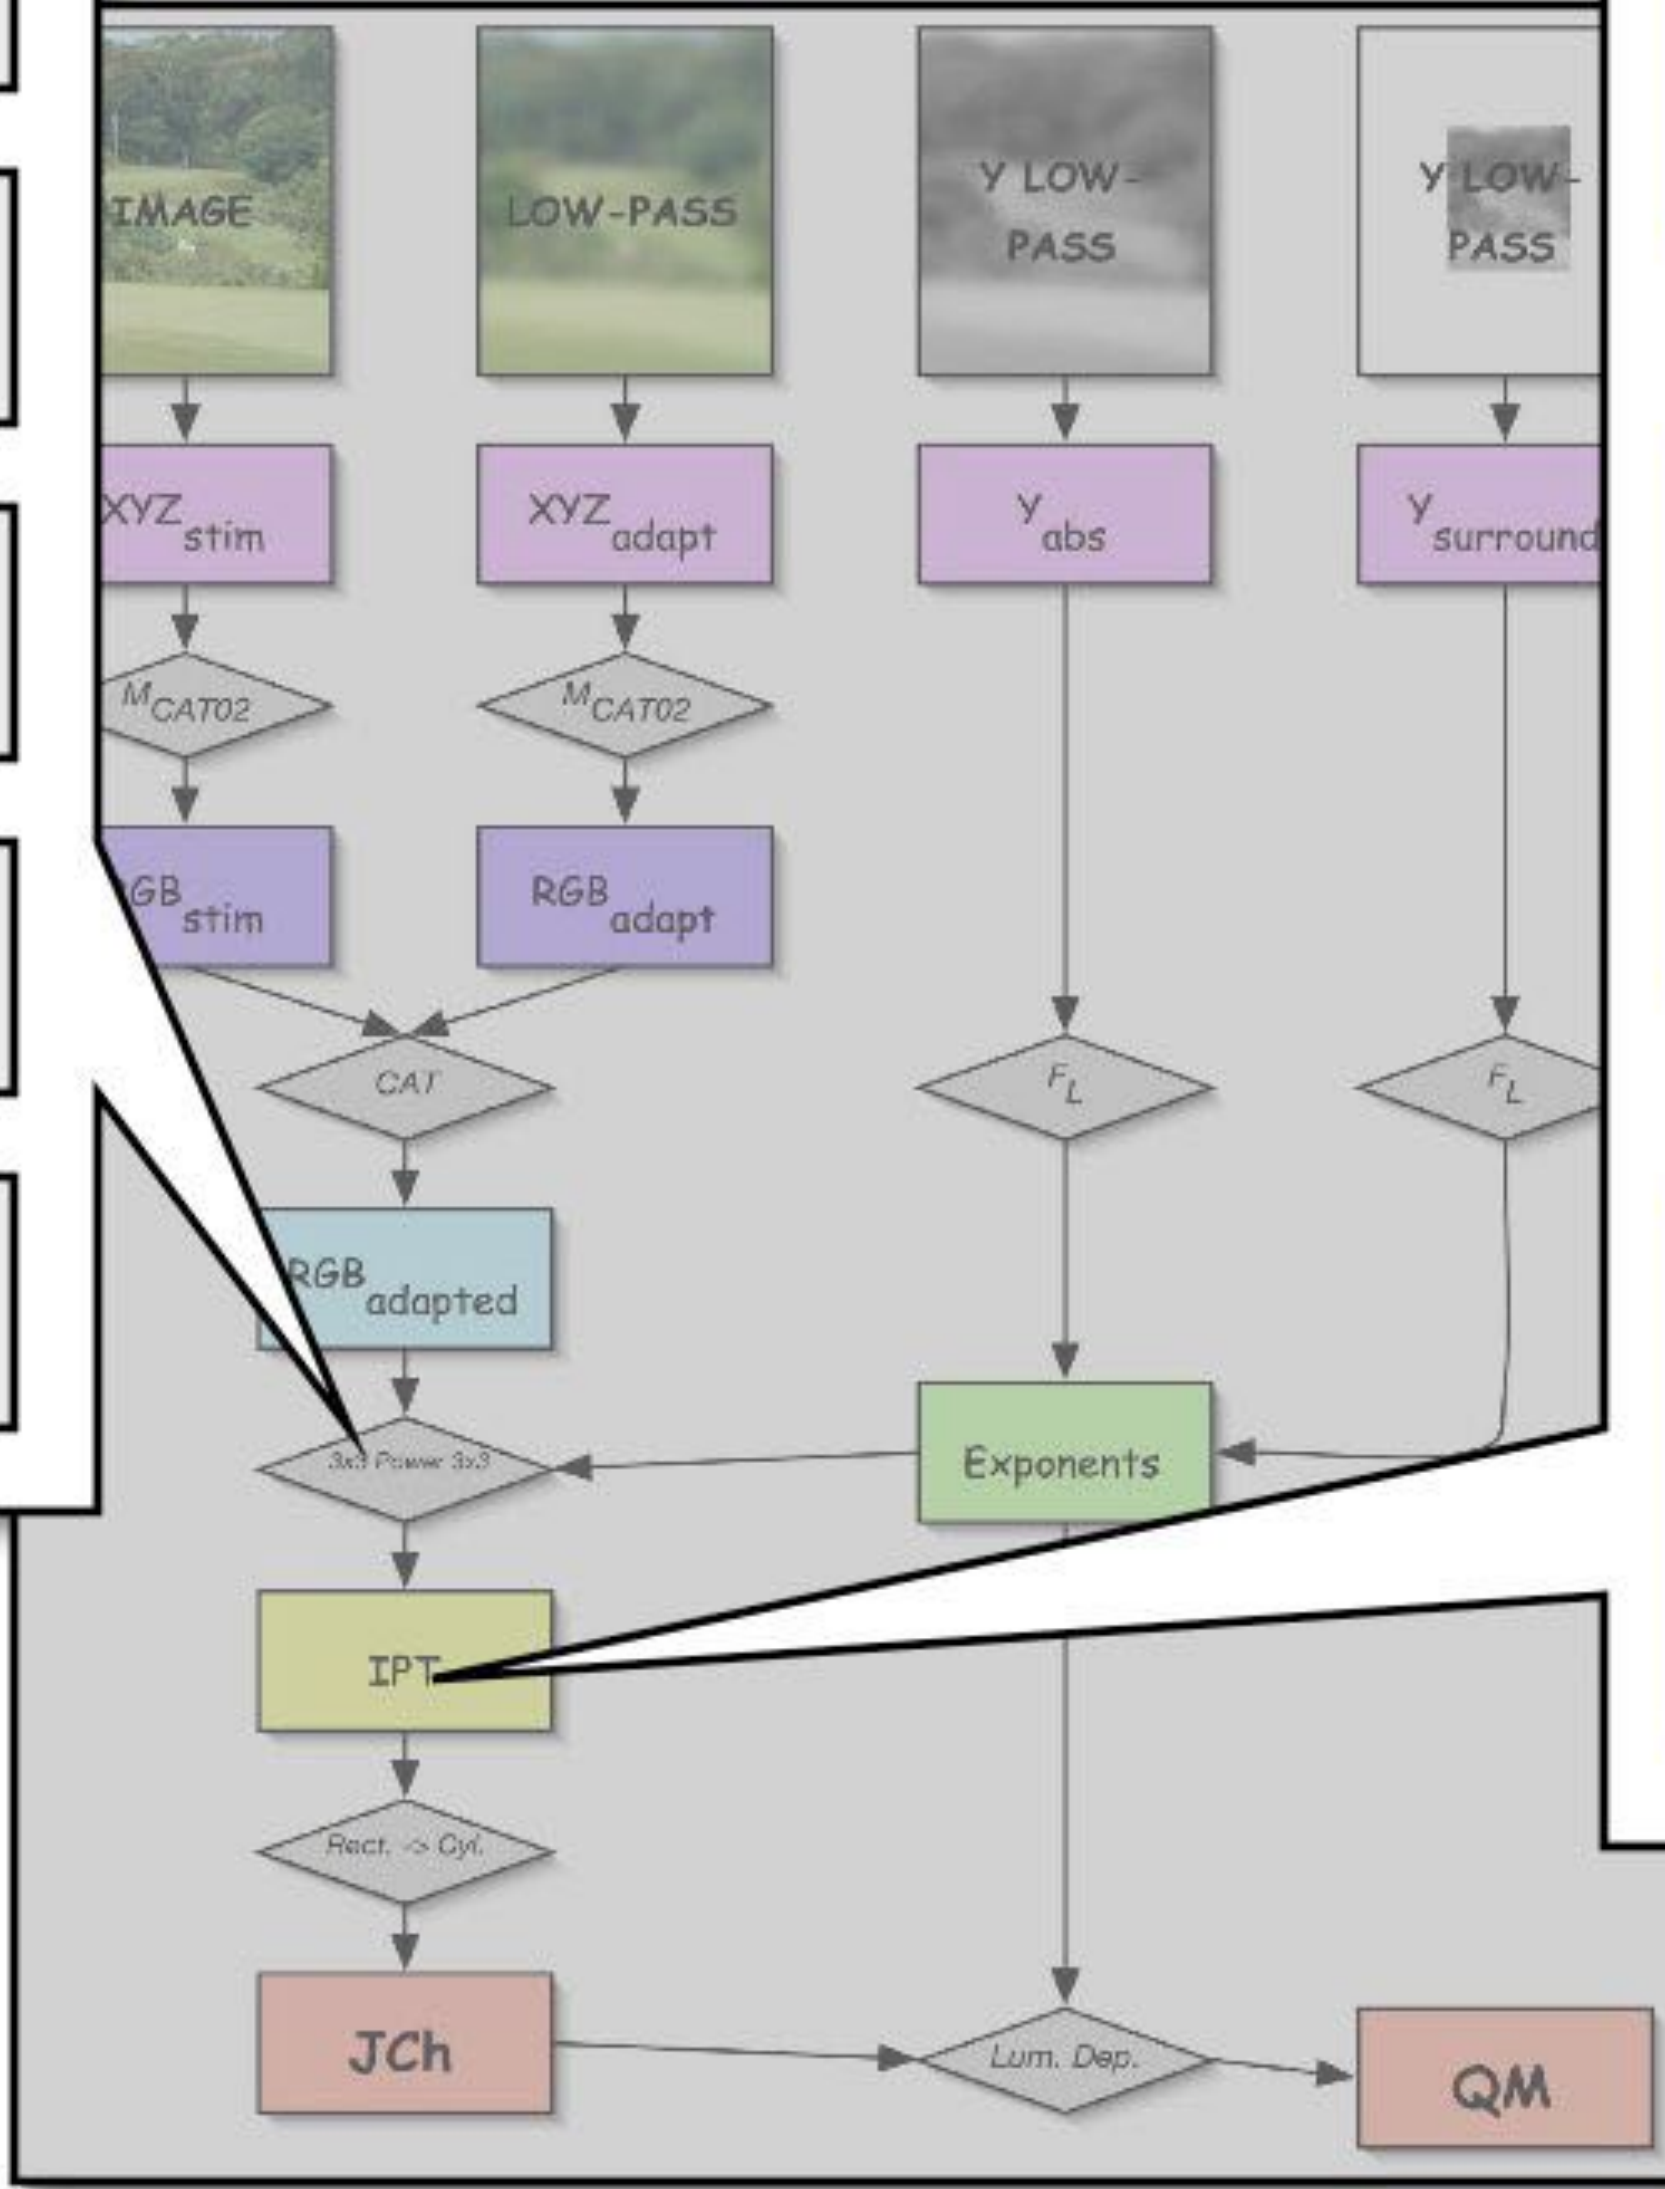 IMAGE
LOW-PASS
Y LOW-
PASS
Y LOW-
PASS
XYZ stim
XYZ adapt
Y abs
Y surround
M CAT02
M CAT02
GB stim
RGB adapt
CAT
F L
F L
RGB adapted
3x3 Power 3x3
Exponents
IPT
Rect. -> Cyl.
JCh
Lum. Dep.
QM